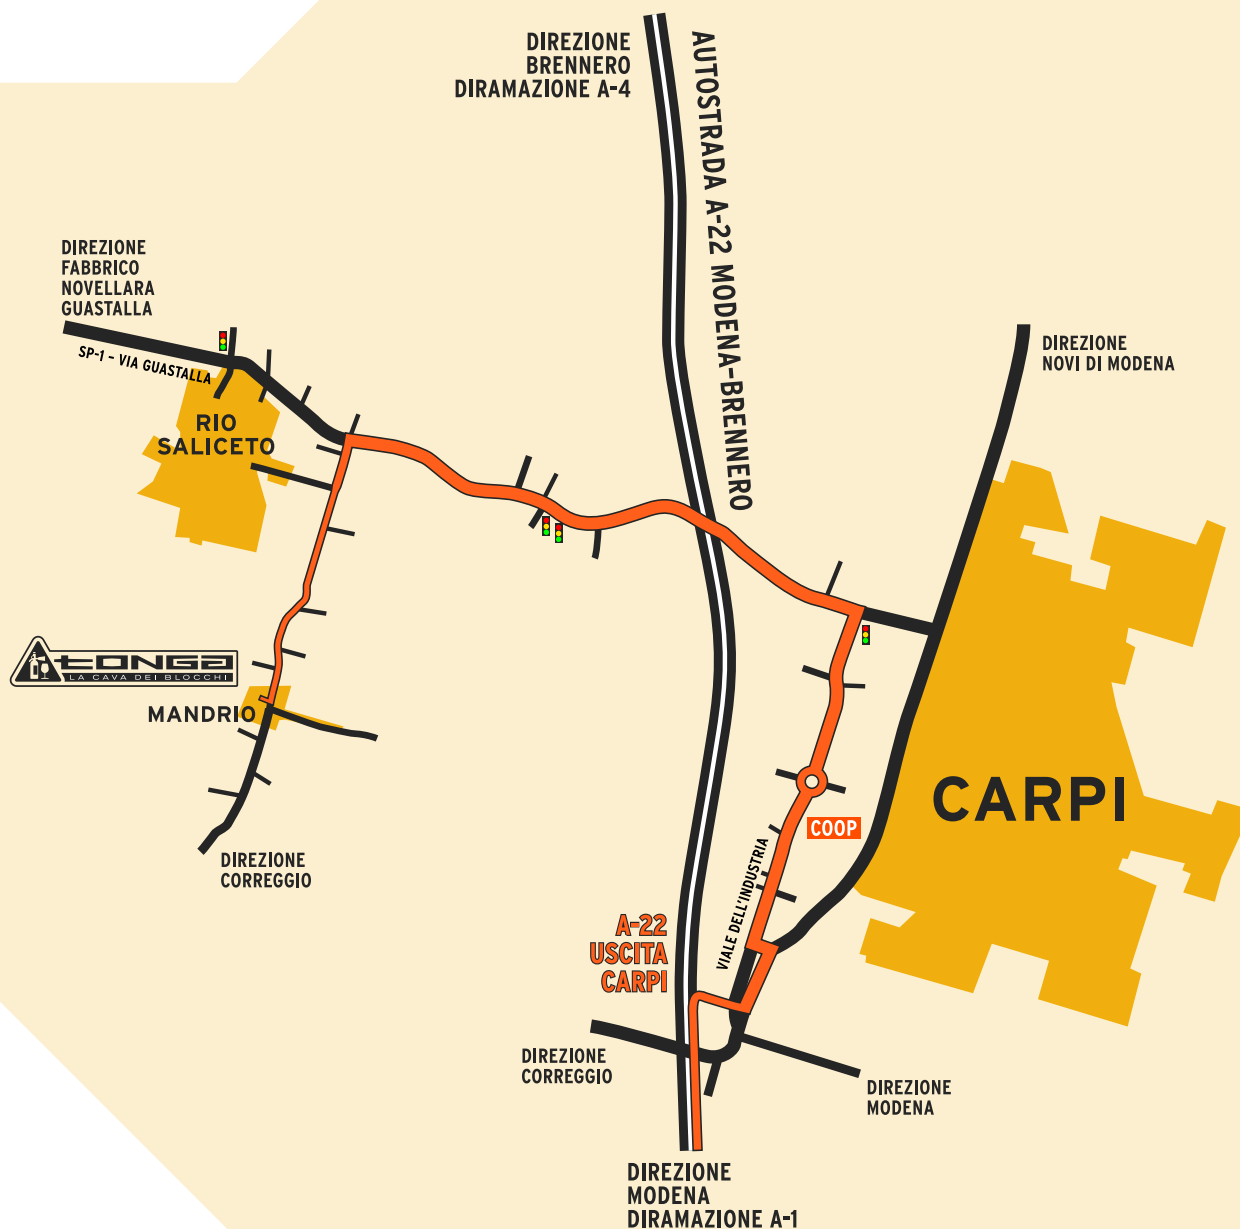 DIREZIONE
BRENNERO
DIRAMAZIONE A-4
AUTOSTRADA A-22 MODENA-BRENNERO
DIREZIONE
FABBRICO
NOVELLARA
GUASTALLA
SP-1 - VIA GUASTALLA
DIREZIONE
NOVI DI MODENA
RIO
SALICETO
TONGA
LA CAVA DEI BLOCCHI
MANDRIO
CARPI
COOP
VIALE DELL'INDUSTRIA
DIREZIONE
CORREGGIO
A-22
USCITA
CARPI
DIREZIONE
CORREGGIO
DIREZIONE
MODENA
DIREZIONE
MODENA
DIRAMAZIONE A-1